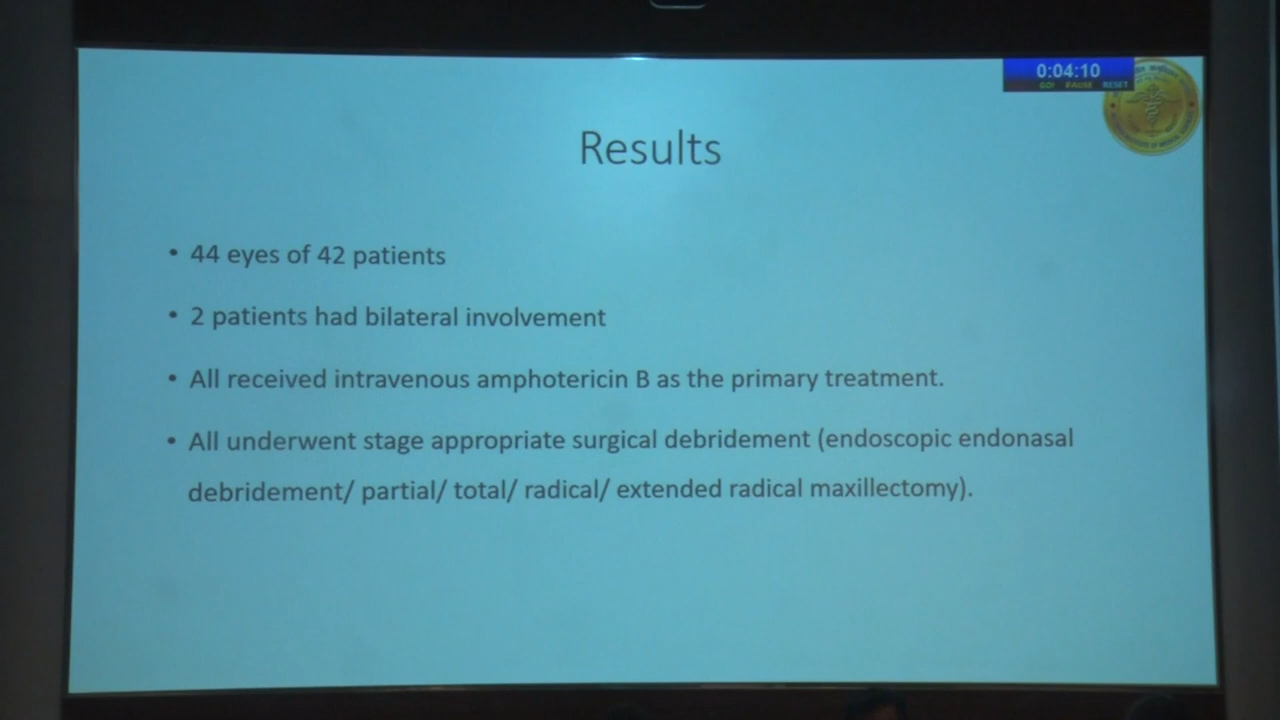 0:04:10
GO! PAUSE RESET
Results
• 44 eyes of 42 patients
• 2 patients had bilateral involvement
• All received intravenous amphotericin B as the primary treatment.
• All underwent stage appropriate surgical debridement (endoscopic endonasal
debridement/ partial/ total/ radical/ extended radical maxillectomy).